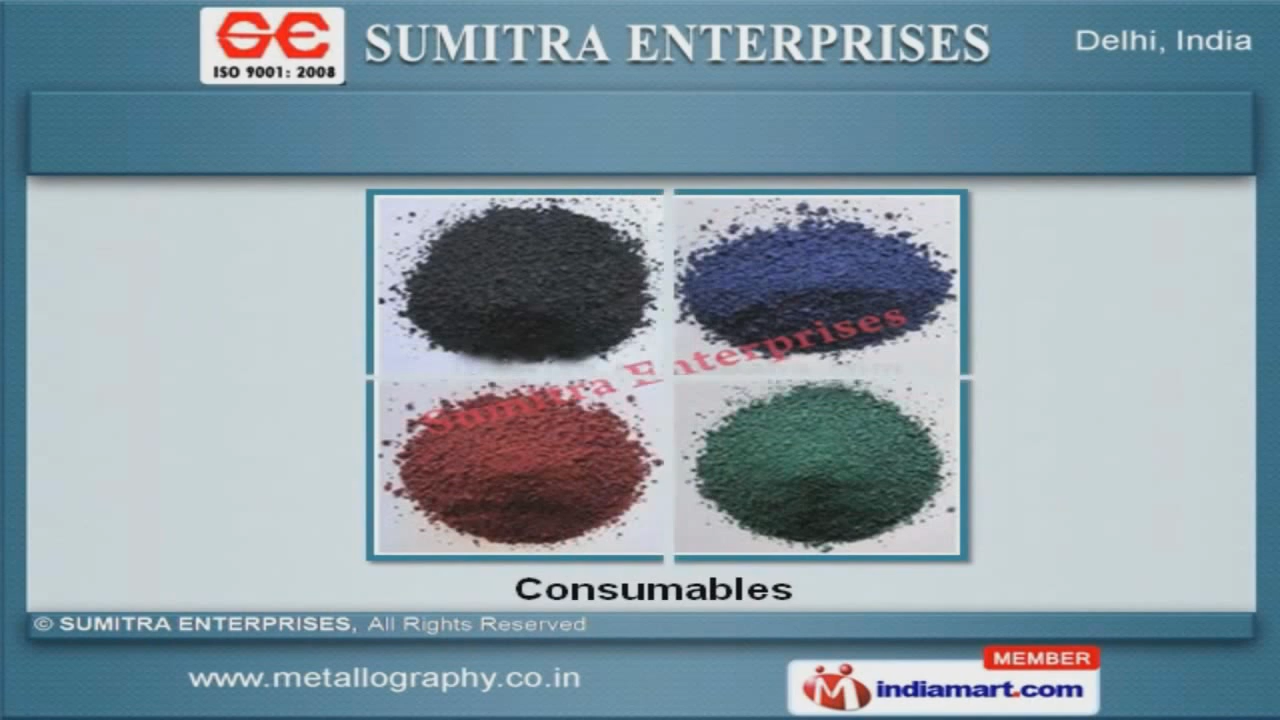 SE
ISO 9001: 2008
SUMITRA ENTERPRISES
Delhi, India
Sumitra Enterprises
Consumables
© SUMITRA ENTERPRISES, All Rights Reserved
www.metallography.co.in
MEMBER
indiamart.com